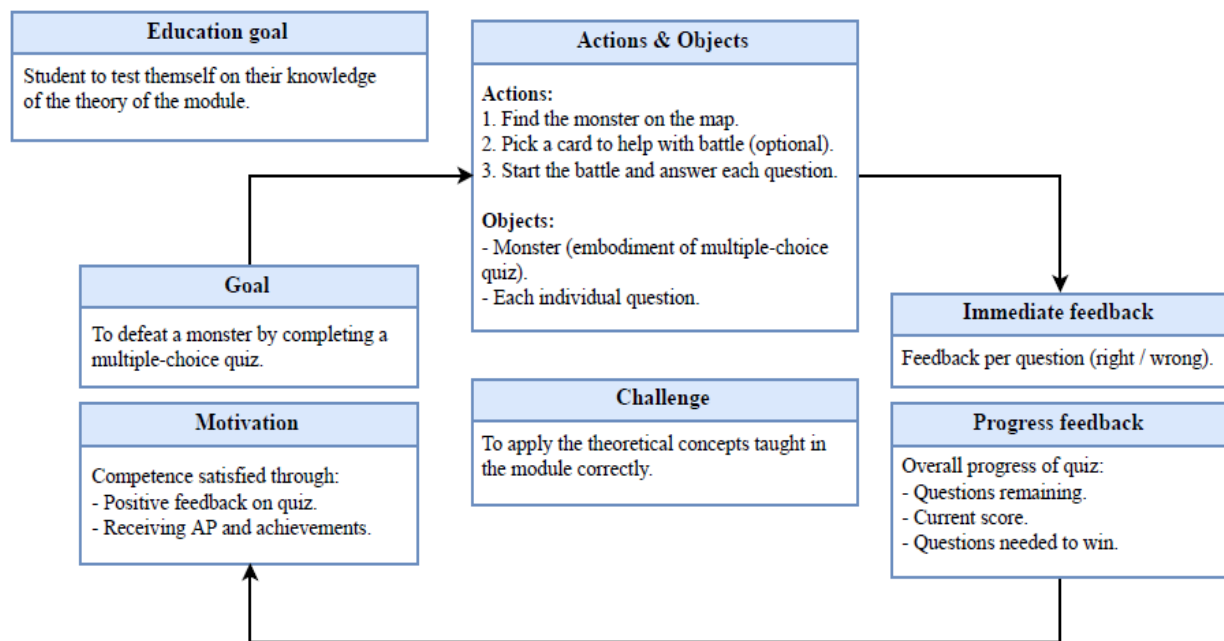 Education goal
Student to test themself on their knowledge
of the theory of the module.
Actions & Objects
Actions:
1. Find the monster on the map.
2. Pick a card to help with battle (optional).
3. Start the battle and answer each question.
Objects:
- Monster (embodiment of multiple-choice
quiz).
- Each individual question.
Goal
To defeat a monster by completing a
multiple-choice quiz.
Immediate feedback
Feedback per question (right / wrong).
Motivation
Competence satisfied through:
- Positive feedback on quiz.
- Receiving AP and achievements.
Challenge
To apply the theoretical concepts taught in
the module correctly.
Progress feedback
Overall progress of quiz:
- Questions remaining.
- Current score.
- Questions needed to win.